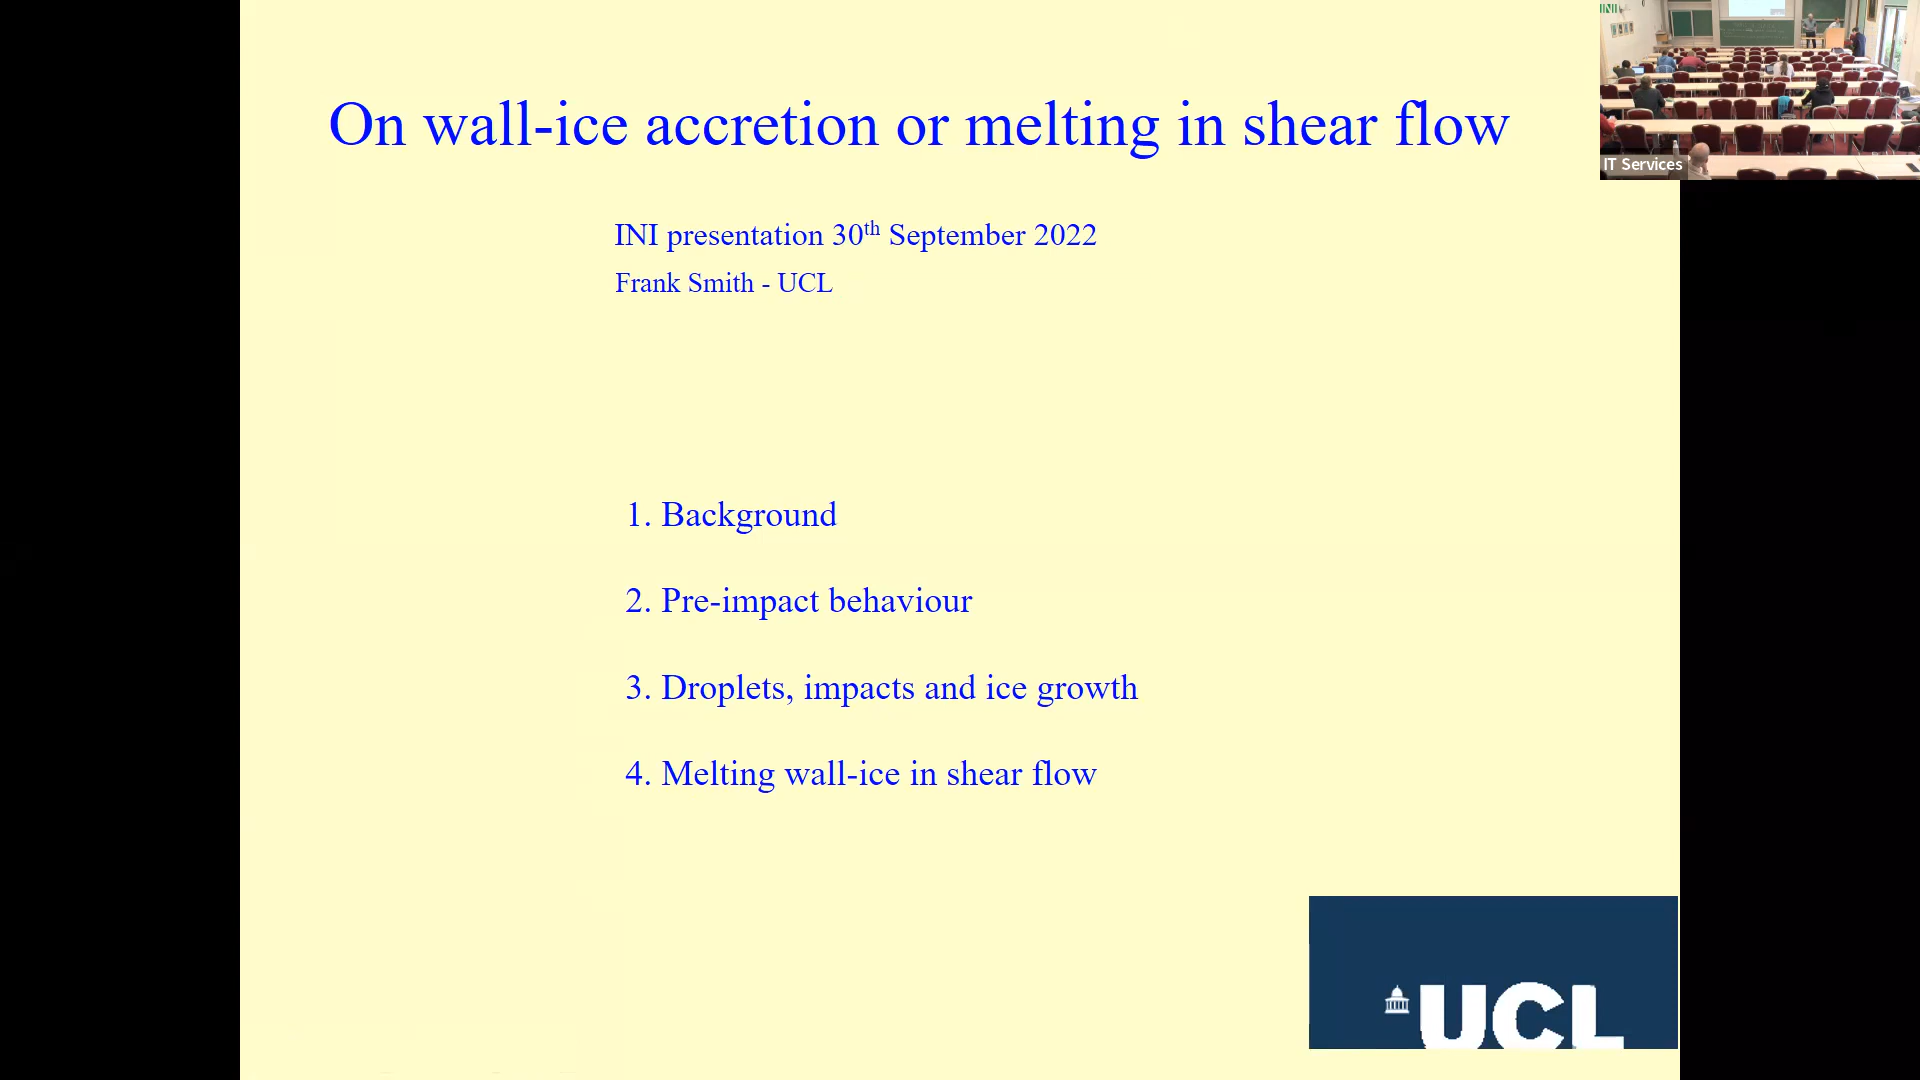 On wall-ice accretion or melting in shear flow
INI
IT Services
INI presentation 30th September 2022
Frank Smith - UCL
1. Background
2. Pre-impact behaviour
3. Droplets, impacts and ice growth
4. Melting wall-ice in shear flow
UCL